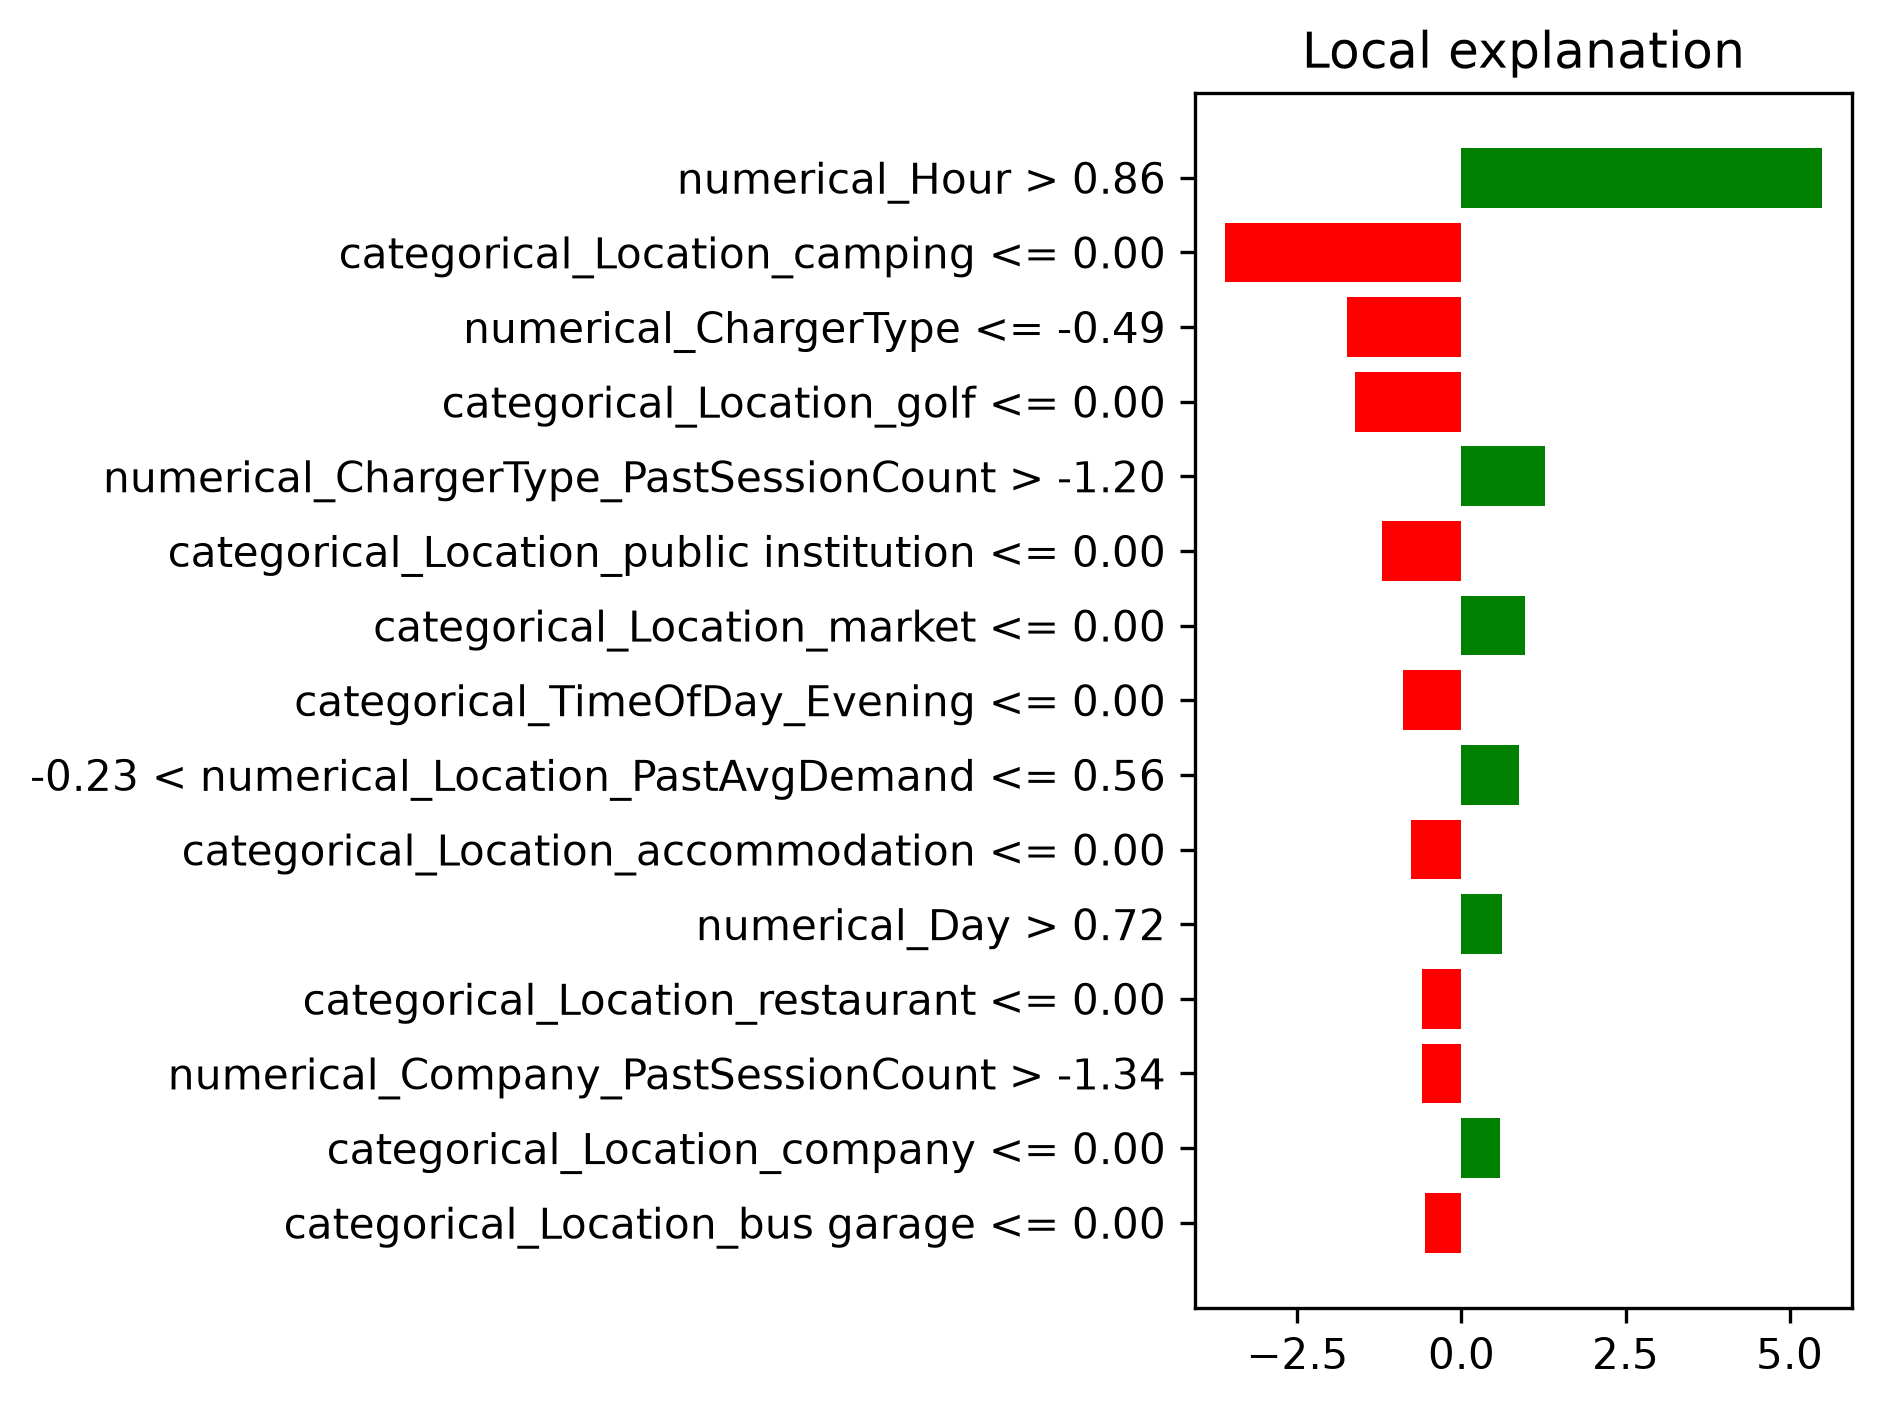 Local explanation
numerical_Hour > 0.86
categorical_Location_camping <= 0.00
numerical_ChargerType <= -0.49
categorical_Location_golf <= 0.00
numerical_ChargerType_PastSessionCount > -1.20
categorical_Location_public institution <= 0.00
categorical_Location_market <= 0.00
categorical_TimeOfDay_Evening <= 0.00
-0.23 < numerical_Location_PastAvgDemand <= 0.56
categorical_Location_accommodation <= 0.00
numerical_Day > 0.72
categorical_Location_restaurant <= 0.00
numerical_Company_PastSessionCount > -1.34
categorical_Location_company <= 0.00
categorical_Location_bus garage <= 0.00
−2.5 0.0 2.5 5.0